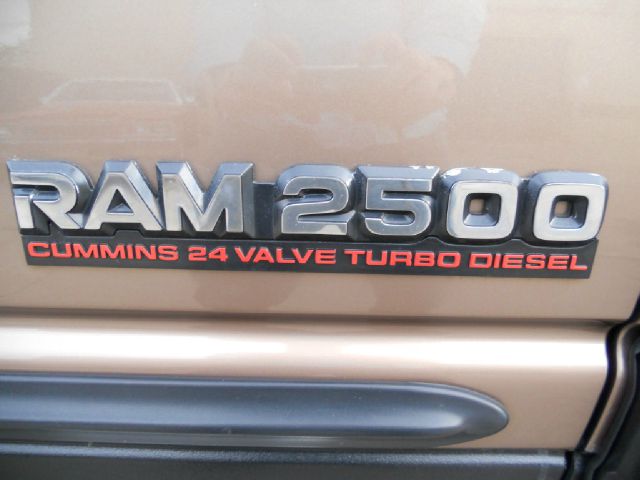 RAM 2500
CUMMINS 24 VALVE TURBO DIESEL